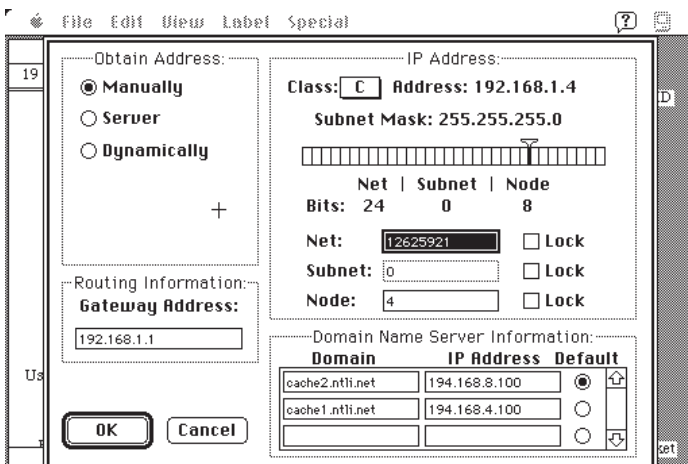 File Edit View Label Special
19
Obtain Address:
Manually
Server
Dynamically
IP Address:
Class: C Address: 192.168.1.4
Subnet Mask: 255.255.255.0
Net | Subnet | Node
Bits: 24 0 8
Net: 12625921 Lock
Subnet: 0 Lock
Node: 4 Lock
Routing Information:
Gateway Address:
192.168.1.1
Domain Name Server Information:
Domain IP Address Default
cache2.ntli.net 194.168.8.100
cache1.ntli.net 194.168.4.100
OK Cancel
Us